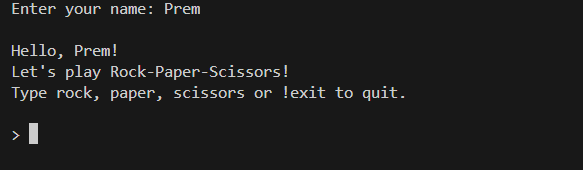 Enter your name: Prem
Hello, Prem!
Let's play Rock-Paper-Scissors!
Type rock, paper, scissors or !exit to quit.
>